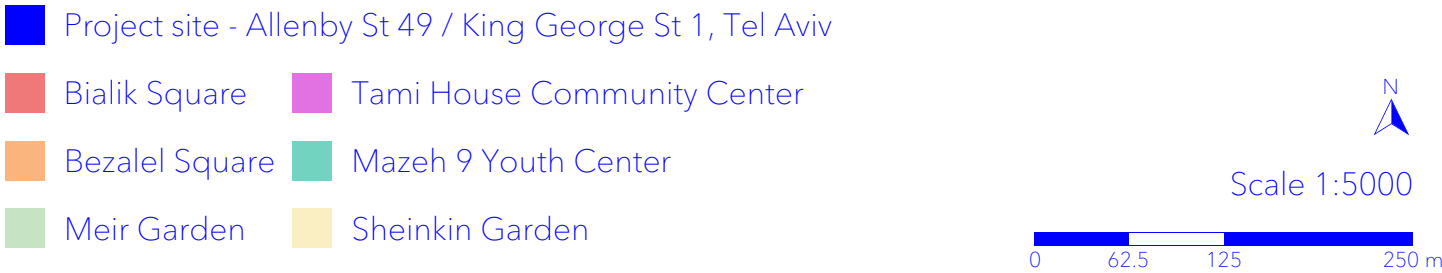 Project site - Allenby St 49 / King George St 1, Tel Aviv
Bialik Square
Tami House Community Center
Bezalel Square
Mazeh 9 Youth Center
Meir Garden
Sheinkin Garden
N
Scale 1:5000
0 62.5 125 250 m